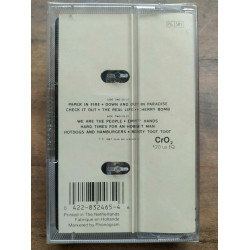 PAPER IN FIRE • DOWN AND OUT IN PARADISE
CHECK IT OUT • THE REAL LIFE • CHERRY BOMB
WE ARE THE PEOPLE • EMPTY HANDS
HARD TIMES FOR AN HONEST MAN
HOTDOGS AND HAMBURGERS • ROOTY TOOT TOOT
CrO2
0 422-832465-4
Printed in The Netherlands
Fabriqué en Hollande
Marketed by Phonogram